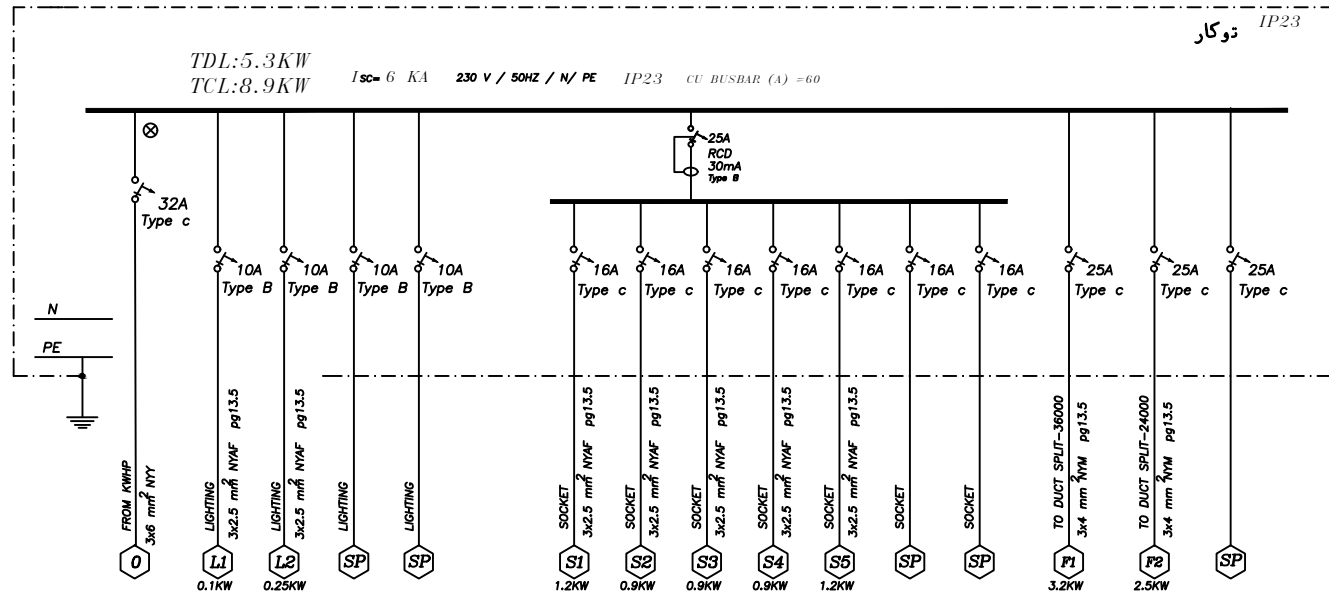 توکار IP23
TDL:5.3KW
TCL:8.9KW
Isc= 6 KA 230 V / 50HZ / N/ PE IP23 CU BUSBAR (A) =60
25A
RCD
30mA
Type B
32A
Type c
10A
Type B
10A
Type B
10A
Type B
10A
Type B
16A
Type c
16A
Type c
16A
Type c
16A
Type c
16A
Type c
16A
Type c
16A
Type c
25A
Type c
25A
Type c
25A
Type c
N
PE
FROM KWHP
3x6 mm² NYY
LIGHTING
3x2.5 mm² NYAF pg13.5
LIGHTING
3x2.5 mm² NYAF pg13.5
LIGHTING
LIGHTING
SOCKET
3x2.5 mm² NYAF pg13.5
SOCKET
3x2.5 mm² NYAF pg13.5
SOCKET
3x2.5 mm² NYAF pg13.5
SOCKET
3x2.5 mm² NYAF pg13.5
SOCKET
3x2.5 mm² NYAF pg13.5
SOCKET
SOCKET
TO DUCT SPLIT-36000
3x4 mm² NYM pg13.5
TO DUCT SPLIT-24000
3x4 mm² NYM pg13.5
0 L1 L2 SP SP S1 S2 S3 S4 S5 SP SP F1 F2 SP
0.1KW 0.25KW 1.2KW 0.9KW 0.9KW 0.9KW 1.2KW 3.2KW 2.5KW